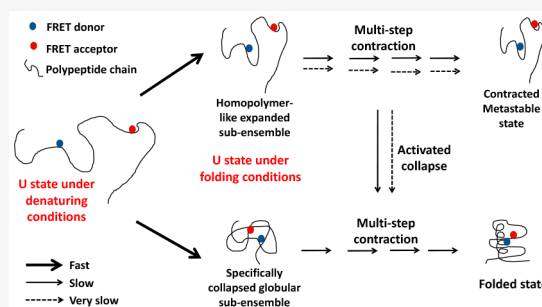 FRET donor
FRET acceptor
Polypeptide chain
Multi-step
contraction
Homopolymer-
like expanded
sub-ensemble
Contracted
Metastable
state
U state under
folding conditions
Activated
collapse
U state under
denaturing
conditions
Multi-step
contraction
Fast
Slow
Very slow
Specifically
collapsed globular
sub-ensemble
Folded state